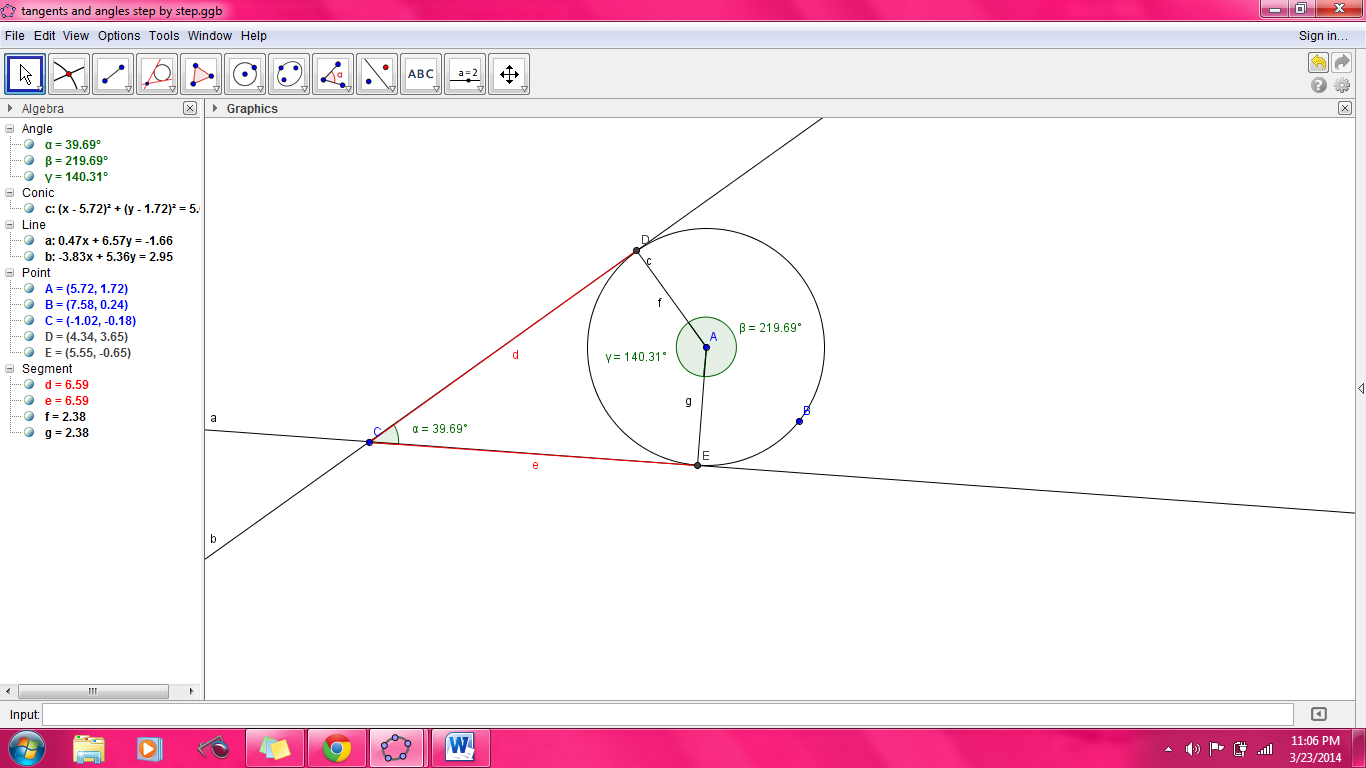 tangents and angles step by step.ggb
File Edit View Options Tools Window Help Sign in...
ABC a=2
α
Algebra
Graphics
Angle
α = 39.69°
β = 219.69°
γ = 140.31°
Conic
c: (x - 5.72)² + (y - 1.72)² = 5.
Line
a: 0.47x + 6.57y = -1.66
b: -3.83x + 5.36y = 2.95
Point
A = (5.72, 1.72)
B = (7.58, 0.24)
C = (-1.02, -0.18)
D = (4.34, 3.65)
E = (5.55, -0.65)
Segment
d = 6.59
e = 6.59
f = 2.38
g = 2.38
D
c
f
β = 219.69°
A
γ = 140.31°
d
g
B
a
C
α = 39.69°
E
e
b
Input:
11:06 PM
3/23/2014